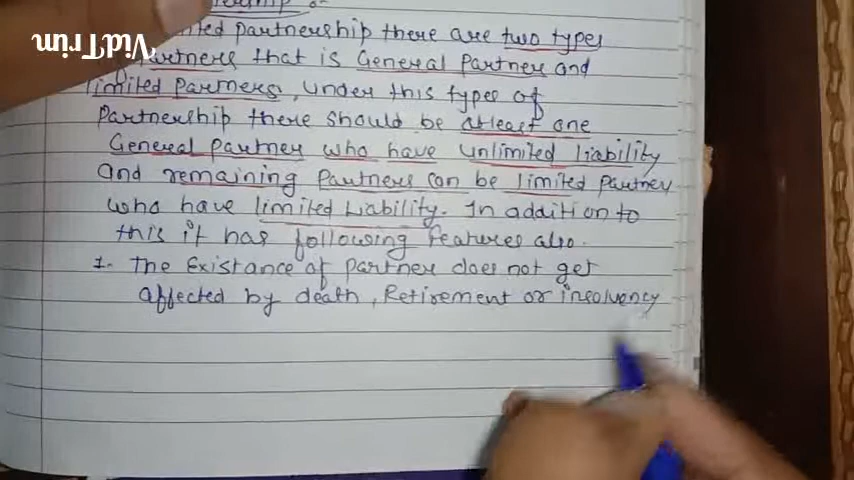 limited partnership there are two types
Partners that is General Partner and
limited Partners, under this types of
Partnership there should be atleast one
General Partner who have unlimited liability
and remaining Partners can be limited Partner
who have limited Liability. In addition to
this it has following features also.
1. The Existance of partner does not get
affected by death, Retirement or insolvency
VidTrim